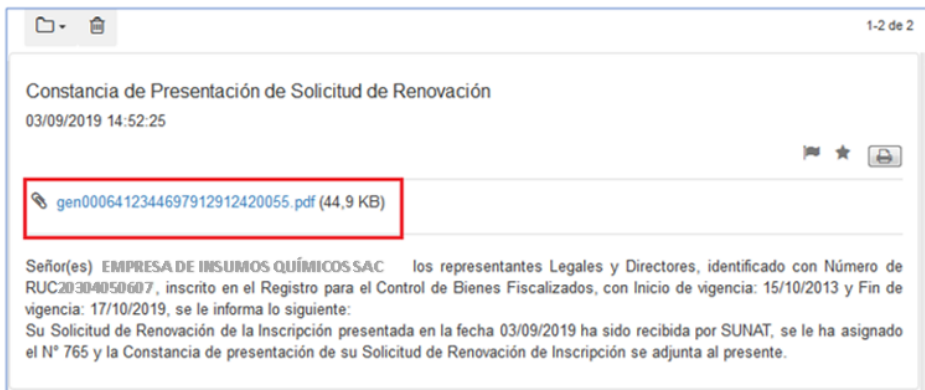 1-2 de 2
Constancia de Presentación de Solicitud de Renovación
03/09/2019 14:52:25
gen0006412344697912912420055.pdf (44,9 KB)
Señor(es) EMPRESA DE INSUMOS QUÍMICOS SAC los representantes Legales y Directores, identificado con Número de
RUC20304050607, inscrito en el Registro para el Control de Bienes Fiscalizados, con Inicio de vigencia: 15/10/2013 y Fin de
vigencia: 17/10/2019, se le informa lo siguiente:
Su Solicitud de Renovación de la Inscripción presentada en la fecha 03/09/2019 ha sido recibida por SUNAT, se le ha asignado
el N° 765 y la Constancia de presentación de su Solicitud de Renovación de Inscripción se adjunta al presente.